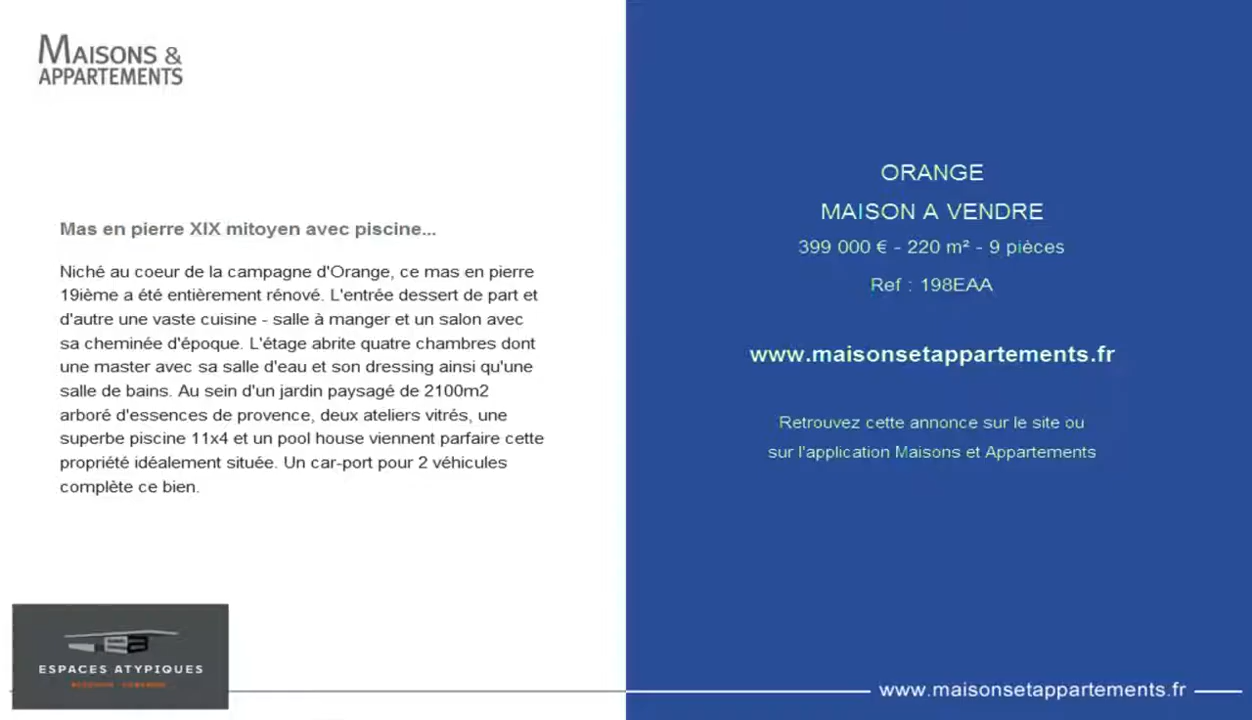 MAISONS &
APPARTEMENTS
Mas en pierre XIX mitoyen avec piscine...
Niché au coeur de la campagne d'Orange, ce mas en pierre
19ième a été entièrement rénové. L'entrée dessert de part et
d'autre une vaste cuisine - salle à manger et un salon avec
sa cheminée d'époque. L'étage abrite quatre chambres dont
une master avec sa salle d'eau et son dressing ainsi qu'une
salle de bains. Au sein d'un jardin paysagé de 2100m2
arboré d'essences de provence, deux ateliers vitrés, une
superbe piscine 11x4 et un pool house viennent parfaire cette
propriété idéalement située. Un car-port pour 2 véhicules
complète ce bien.
ea
ESPACES ATYPIQUES
ORANGE
MAISON A VENDRE
399 000 € - 220 m² - 9 pièces
Ref : 198EAA
www.maisonsetappartements.fr
Retrouvez cette annonce sur le site ou
sur l'application Maisons et Appartements
www.maisonsetappartements.fr